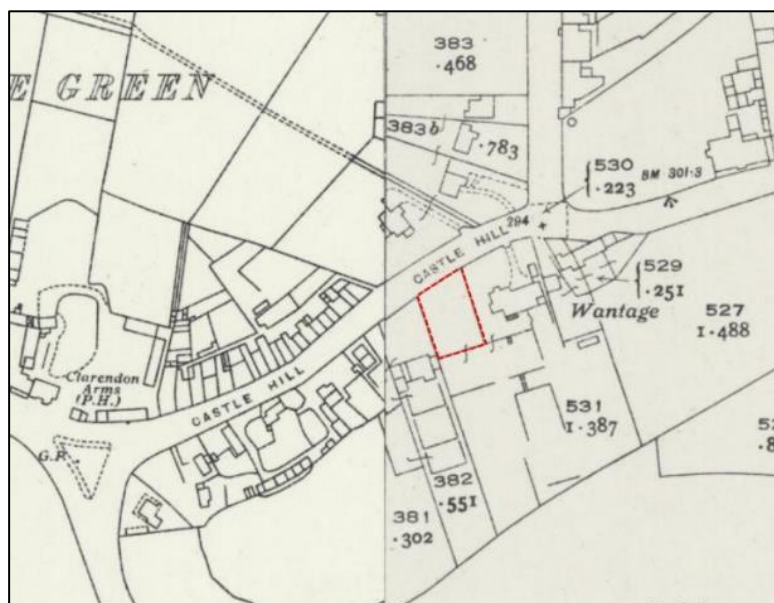 383
·468
E GREEN
383b
·783
530
·223
BM 301·3
294
CASTLE HILL
529
·251
Wantage
527
1·488
Clarendon
Arms
(P.H.)
CASTLE HILL
531
1·387
G.P.
382
·551
381
·302